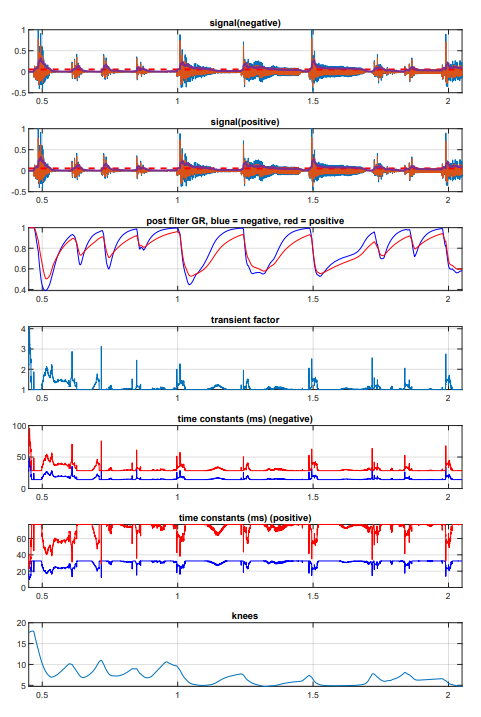 signal(negative)
1
0.5
0
-0.5
0.5 1 1.5 2
signal(positive)
1
0.5
0
-0.5
0.5 1 1.5 2
post filter GR, blue = negative, red = positive
1
0.8
0.6
0.4
0.5 1 1.5 2
transient factor
4
3
2
1
0.5 1 1.5 2
time constants (ms) (negative)
100
50
0
0.5 1 1.5 2
time constants (ms) (positive)
60
40
20
0
0.5 1 1.5 2
knees
20
15
10
5
0.5 1 1.5 2